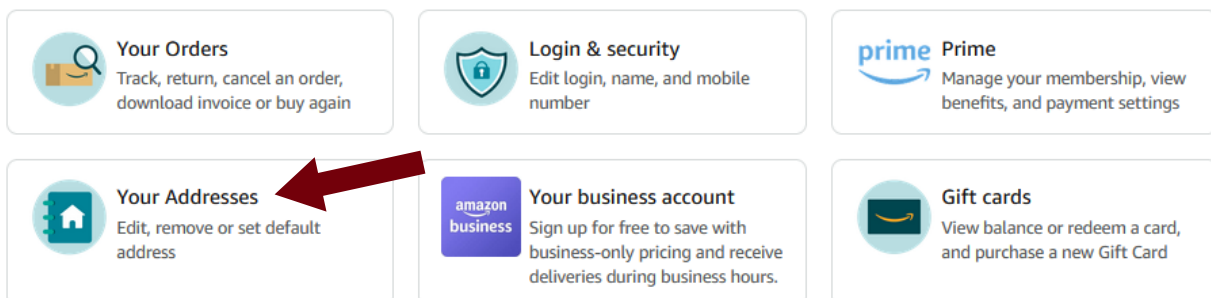 Your Orders
Track, return, cancel an order,
download invoice or buy again
Login & security
Edit login, name, and mobile
number
prime
Prime
Manage your membership, view
benefits, and payment settings
Your Addresses
Edit, remove or set default
address
amazon
business
Your business account
Sign up for free to save with
business-only pricing and receive
deliveries during business hours.
Gift cards
View balance or redeem a card,
and purchase a new Gift Card